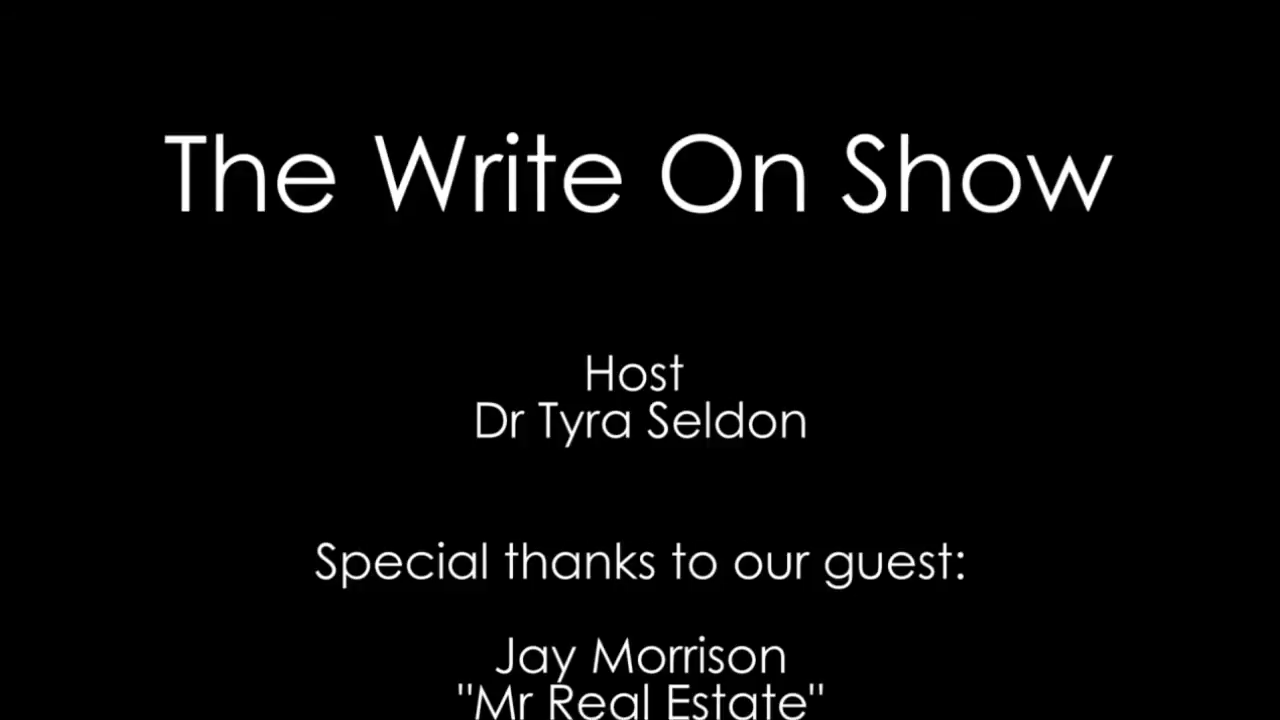 The Write On Show
Host
Dr Tyra Seldon
Special thanks to our guest:
Jay Morrison
"Mr Real Estate"